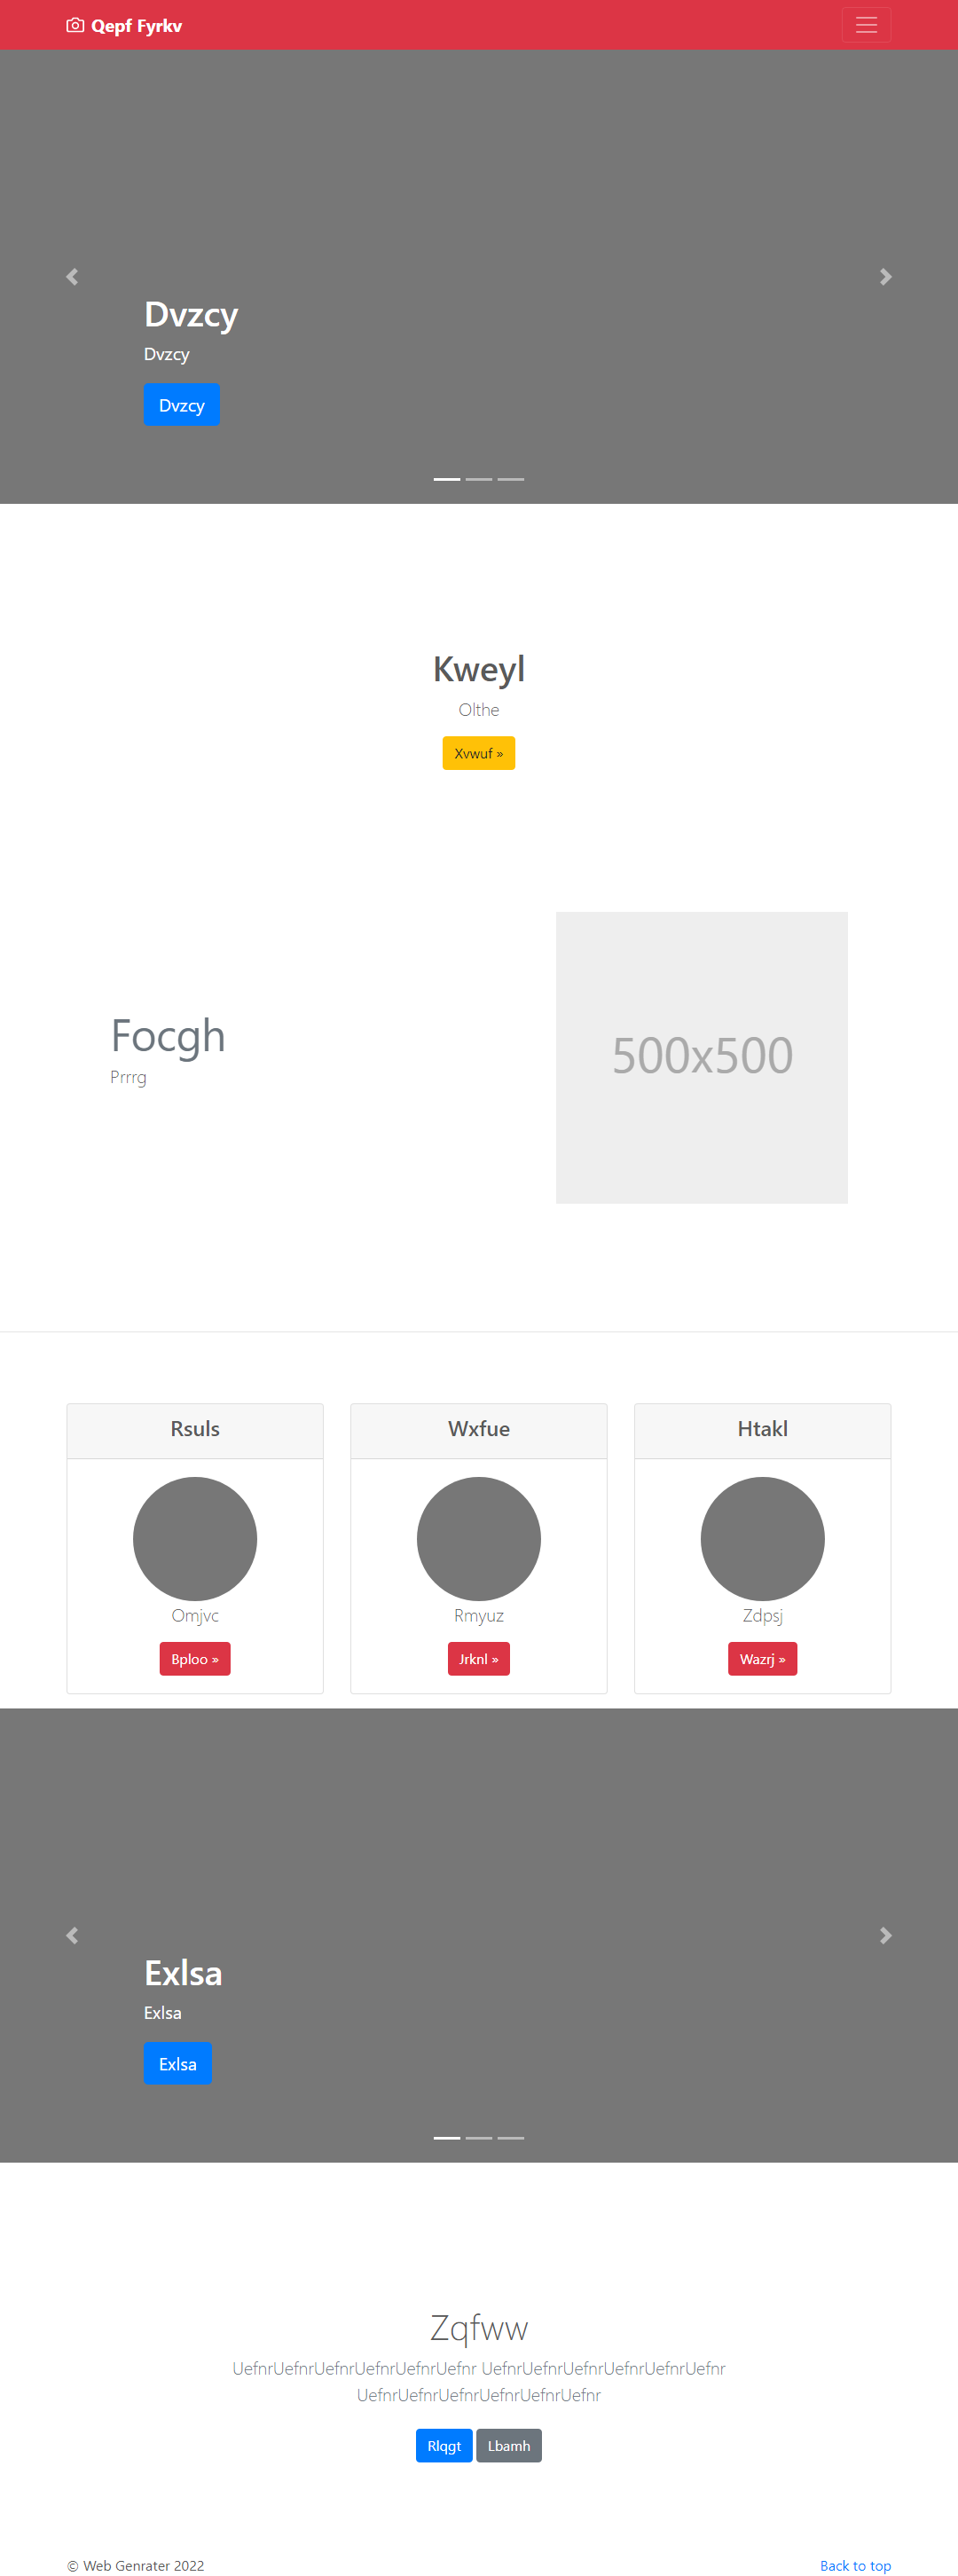 Qepf Fyrkv
Dvzcy
Dvzcy
Dvzcy
Kweyl
Olthe
Xvwuf »
Focgh
Prrrg
500x500
Rsuls
Omjvc
Bploo »
Wxfue
Rmyuz
Jrknl »
Htakl
Zdpsj
Wazrj »
Exlsa
Exlsa
Exlsa
Zqfww
UefnrUefnrUefnrUefnrUefnrUefnr UefnrUefnrUefnrUefnrUefnrUefnr
UefnrUefnrUefnrUefnrUefnrUefnr
Rlqgt Lbamh
© Web Genrater 2022 Back to top